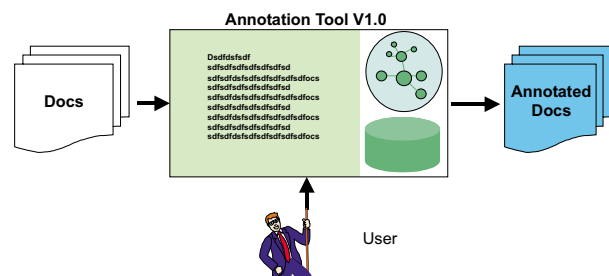 Annotation Tool V1.0
Docs
Dsdfdsfsdf
sdfsdfsdfsdfsdfsdfsd
sdfsdfdsfsdfsdfsdfsdfsdfocs
sdfsdfsdfsdfsdfsdfsd
sdfsdfdsfsdfsdfsdfsdfsdfocs
sdfsdfsdfsdfsdfsdfsd
sdfsdfdsfsdfsdfsdfsdfsdfocs
sdfsdfsdfsdfsdfsdfsd
sdfsdfdsfsdfsdfsdfsdfsdfocs
Annotated
Docs
User